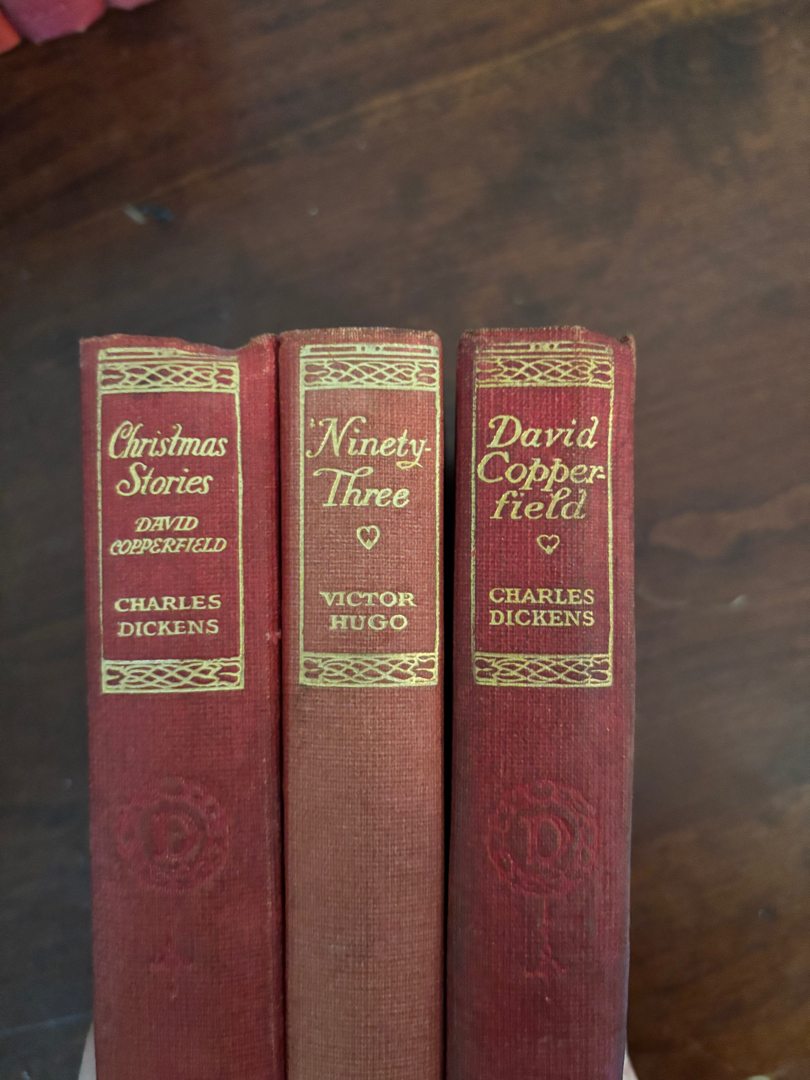 Christmas
Stories
DAVID
COPPERFIELD
CHARLES
DICKENS
D
'Ninety-
Three
VICTOR
HUGO
David
Copper-
field
CHARLES
DICKENS
D